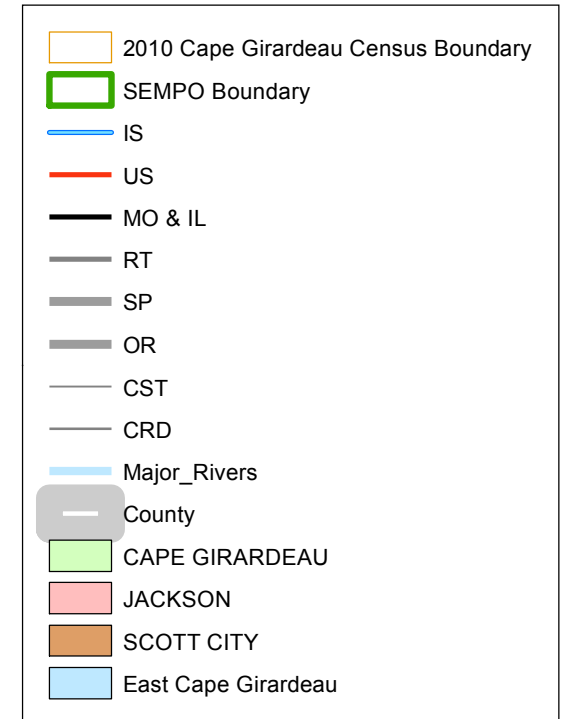 2010 Cape Girardeau Census Boundary
SEMPO Boundary
IS
US
MO & IL
RT
SP
OR
CST
CRD
Major_Rivers
County
CAPE GIRARDEAU
JACKSON
SCOTT CITY
East Cape Girardeau